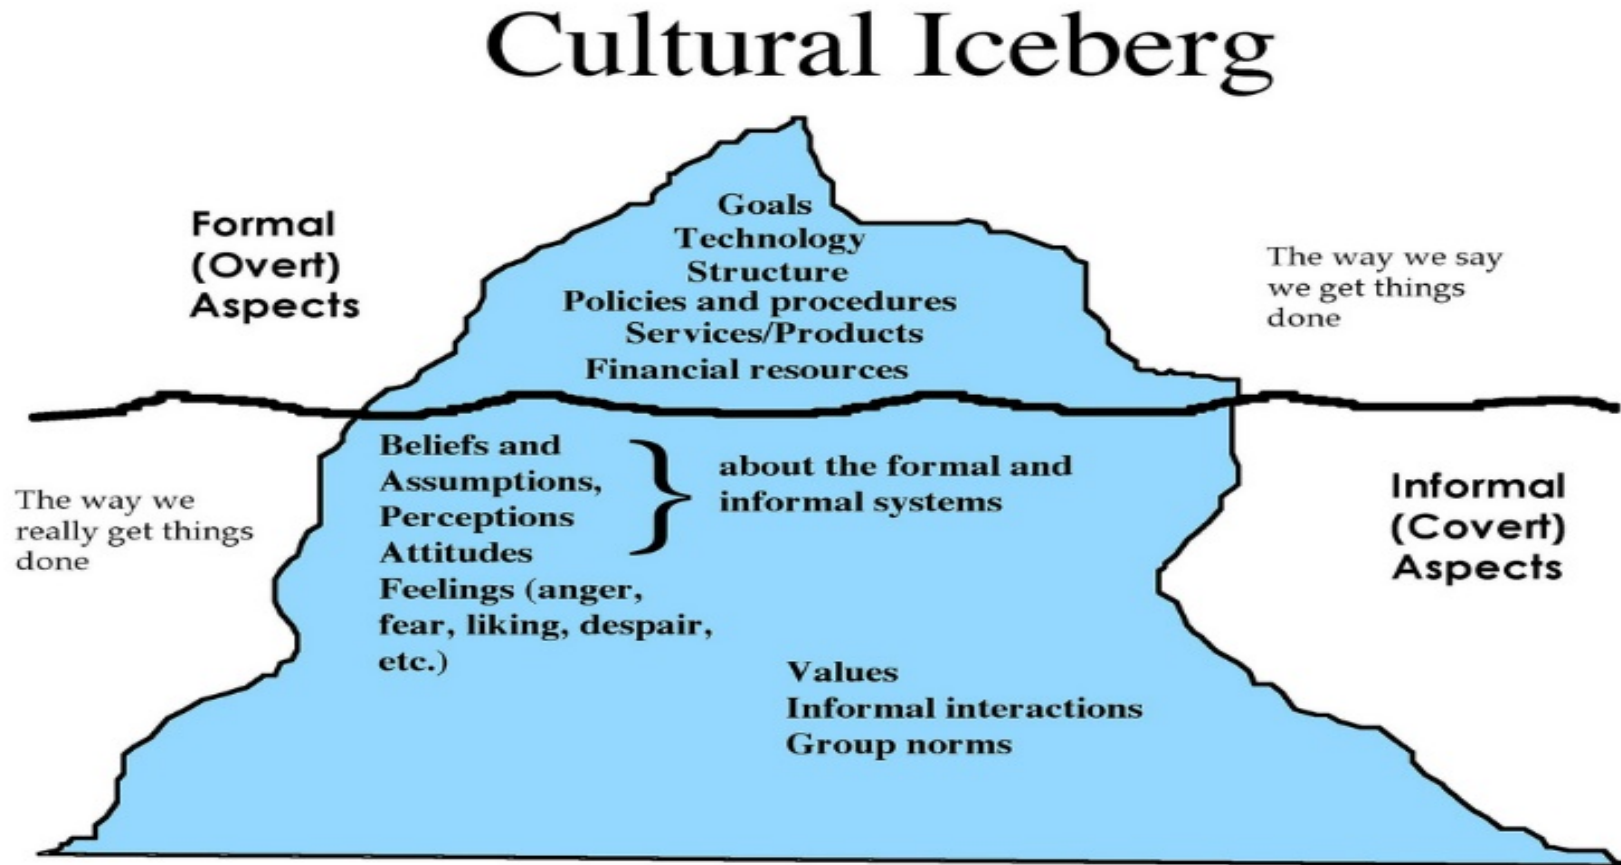 Cultural Iceberg
Formal
(Overt)
Aspects
Goals
Technology
Structure
Policies and procedures
Services/Products
Financial resources
The way we say
we get things
done
The way we
really get things
done
Beliefs and
Assumptions,
Perceptions
Attitudes
Feelings (anger,
fear, liking, despair,
etc.)
about the formal and
informal systems
Values
Informal interactions
Group norms
Informal
(Covert)
Aspects